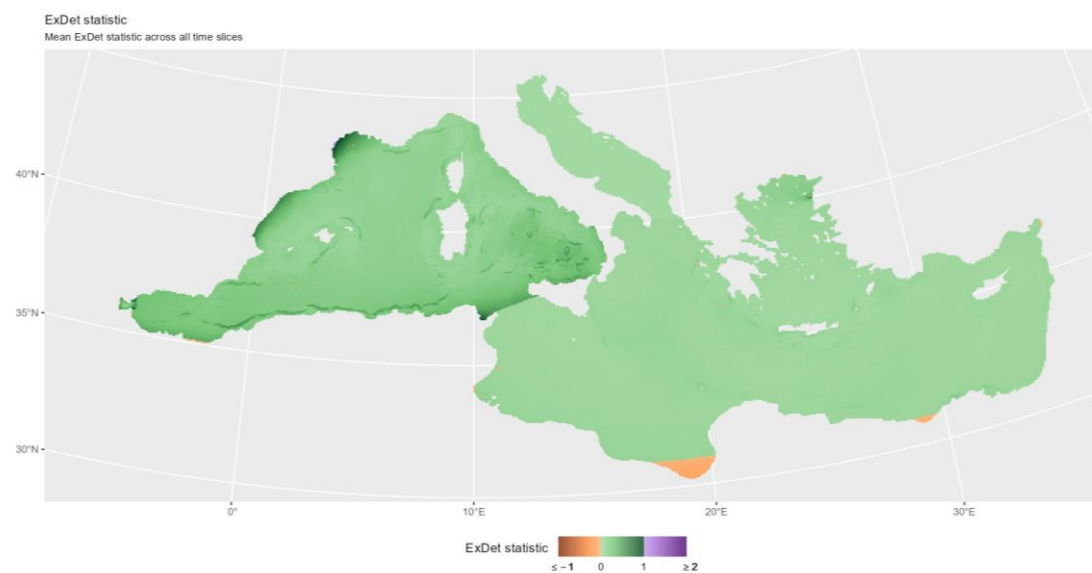 ExDet statistic
Mean ExDet statistic across all time slices
40°N
35°N
30°N
0°
10°E
20°E
30°E
ExDet statistic
≤ −1 0 1 ≥ 2